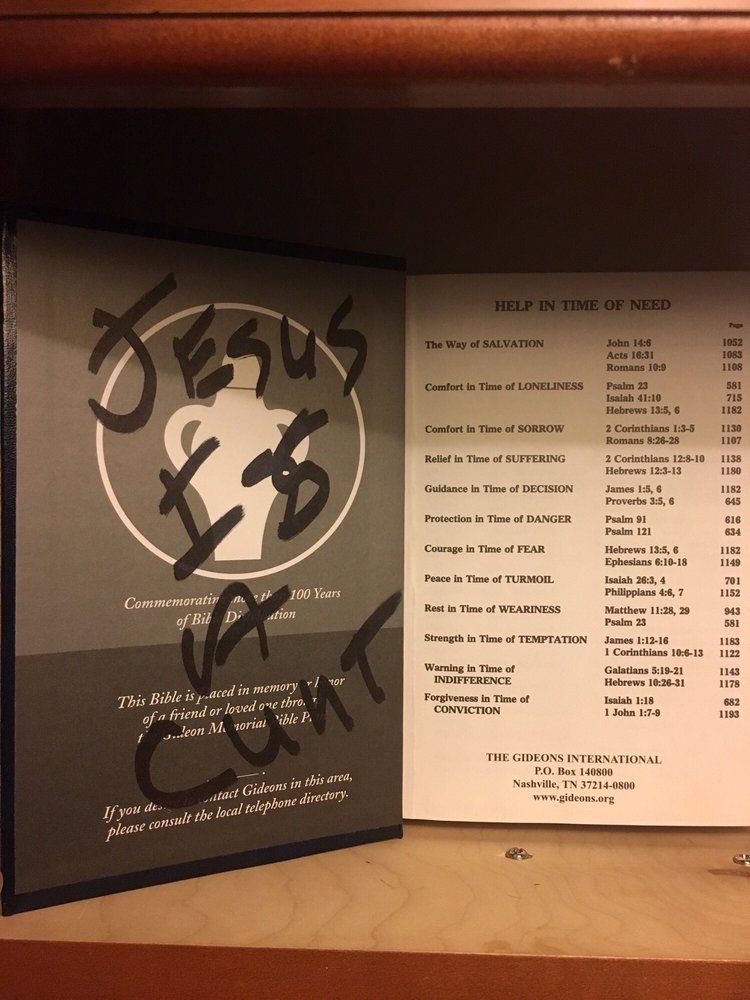 JESUS
IS
A
CUNT
Commemorating more than 100 Years
of Bible Distribution
This Bible is placed in memory or honor
of a friend or loved one through
the Gideon Memorial Bible P
If you des contact Gideons in this area,
please consult the local telephone directory.
HELP IN TIME OF NEED
Page
The Way of SALVATION John 14:6 1052
Acts 16:31 1083
Romans 10:9 1108
Comfort in Time of LONELINESS Psalm 23 581
Isaiah 41:10 715
Hebrews 13:5, 6 1182
Comfort in Time of SORROW 2 Corinthians 1:3-5 1130
Romans 8:26-28 1107
Relief in Time of SUFFERING 2 Corinthians 12:8-10 1138
Hebrews 12:3-13 1180
Guidance in Time of DECISION James 1:5, 6 1182
Proverbs 3:5, 6 645
Protection in Time of DANGER Psalm 91 616
Psalm 121 634
Courage in Time of FEAR Hebrews 13:5, 6 1182
Ephesians 6:10-18 1149
Peace in Time of TURMOIL Isaiah 26:3, 4 701
Philippians 4:6, 7 1152
Rest in Time of WEARINESS Matthew 11:28, 29 943
Psalm 23 581
Strength in Time of TEMPTATION James 1:12-16 1183
1 Corinthians 10:6-13 1122
Warning in Time of Galatians 5:19-21 1143
INDIFFERENCE Hebrews 10:26-31 1178
Forgiveness in Time of Isaiah 1:18 682
CONVICTION 1 John 1:7-9 1193
THE GIDEONS INTERNATIONAL
P.O. Box 140800
Nashville, TN 37214-0800
www.gideons.org